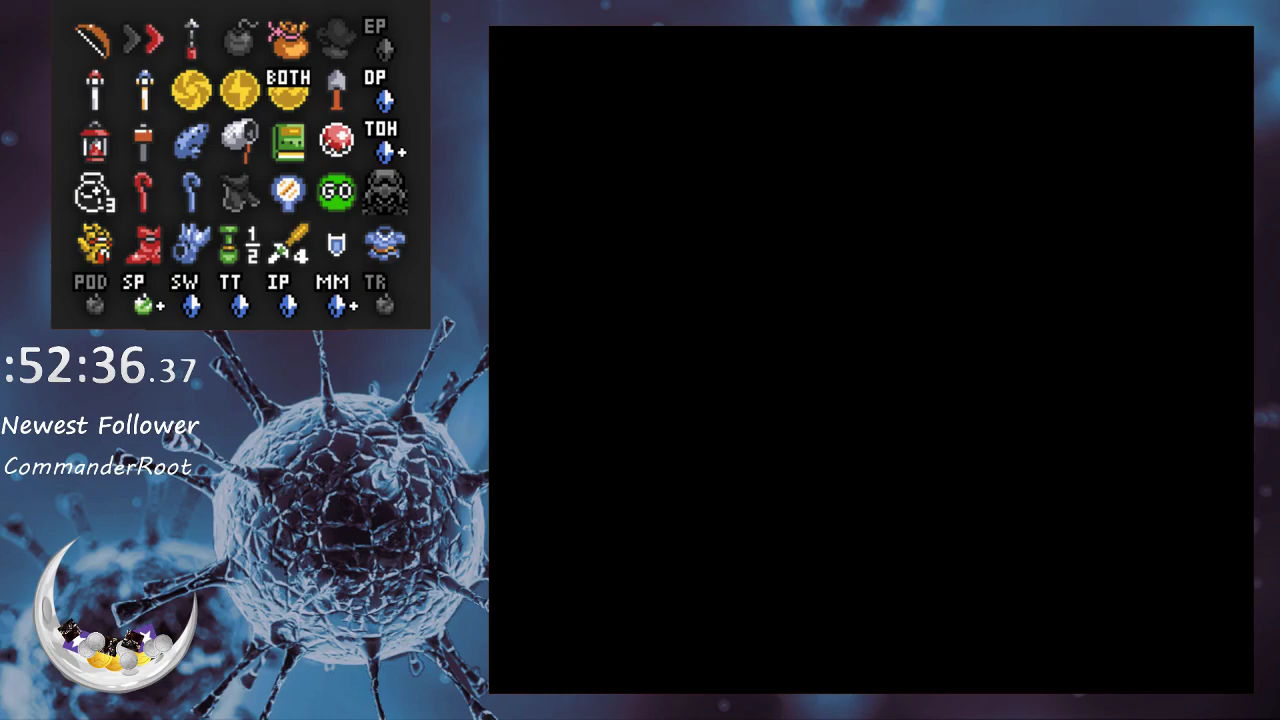 EP
BOTH DP
TOH
3 GO
1/2 4
POD SP SW TT IP MM TR
+ +
:52:36.37
Newest Follower
CommanderRoot